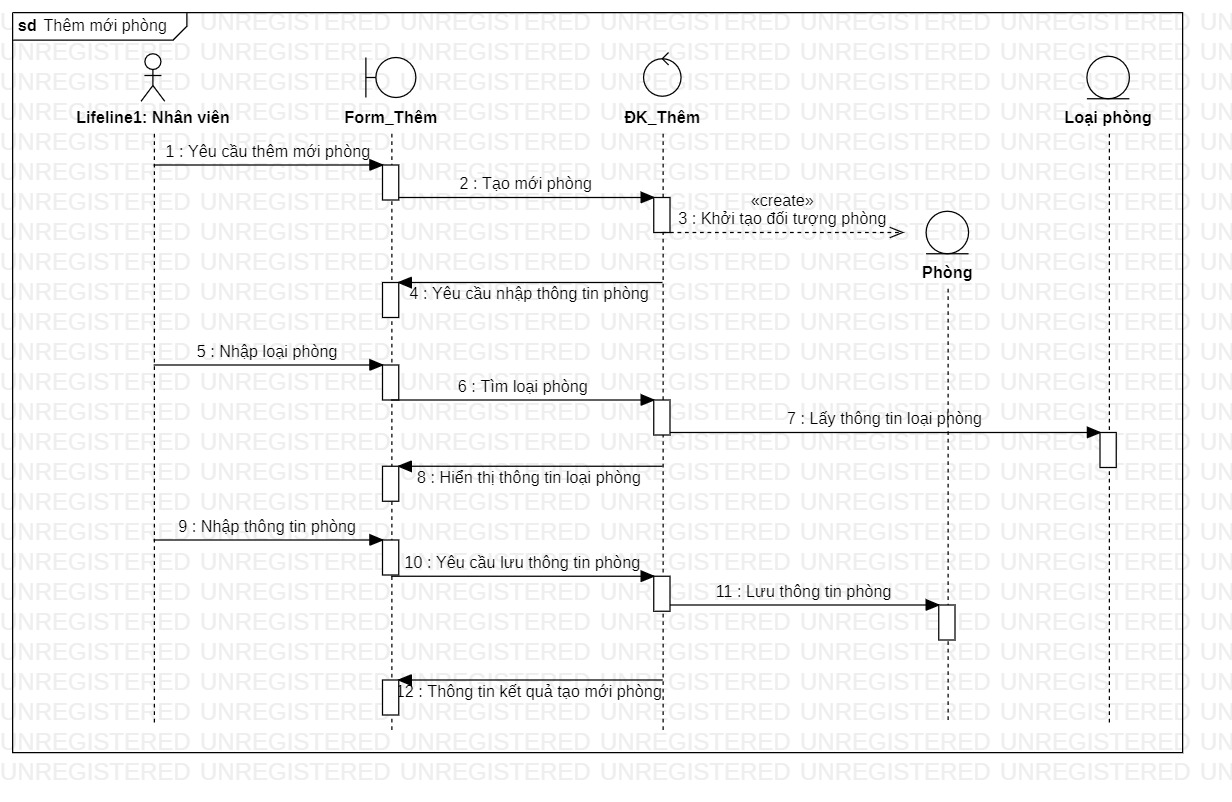 sd Thêm mới phòng
Lifeline1: Nhân viên
Form_Thêm
ĐK_Thêm
Loại phòng
1 : Yêu cầu thêm mới phòng
2 : Tạo mới phòng
«create»
3 : Khởi tạo đối tượng phòng
Phòng
4 : Yêu cầu nhập thông tin phòng
5 : Nhập loại phòng
6 : Tìm loại phòng
7 : Lấy thông tin loại phòng
8 : Hiển thị thông tin loại phòng
9 : Nhập thông tin phòng
10 : Yêu cầu lưu thông tin phòng
11 : Lưu thông tin phòng
12 : Thông tin kết quả tạo mới phòng
UNREGISTERED